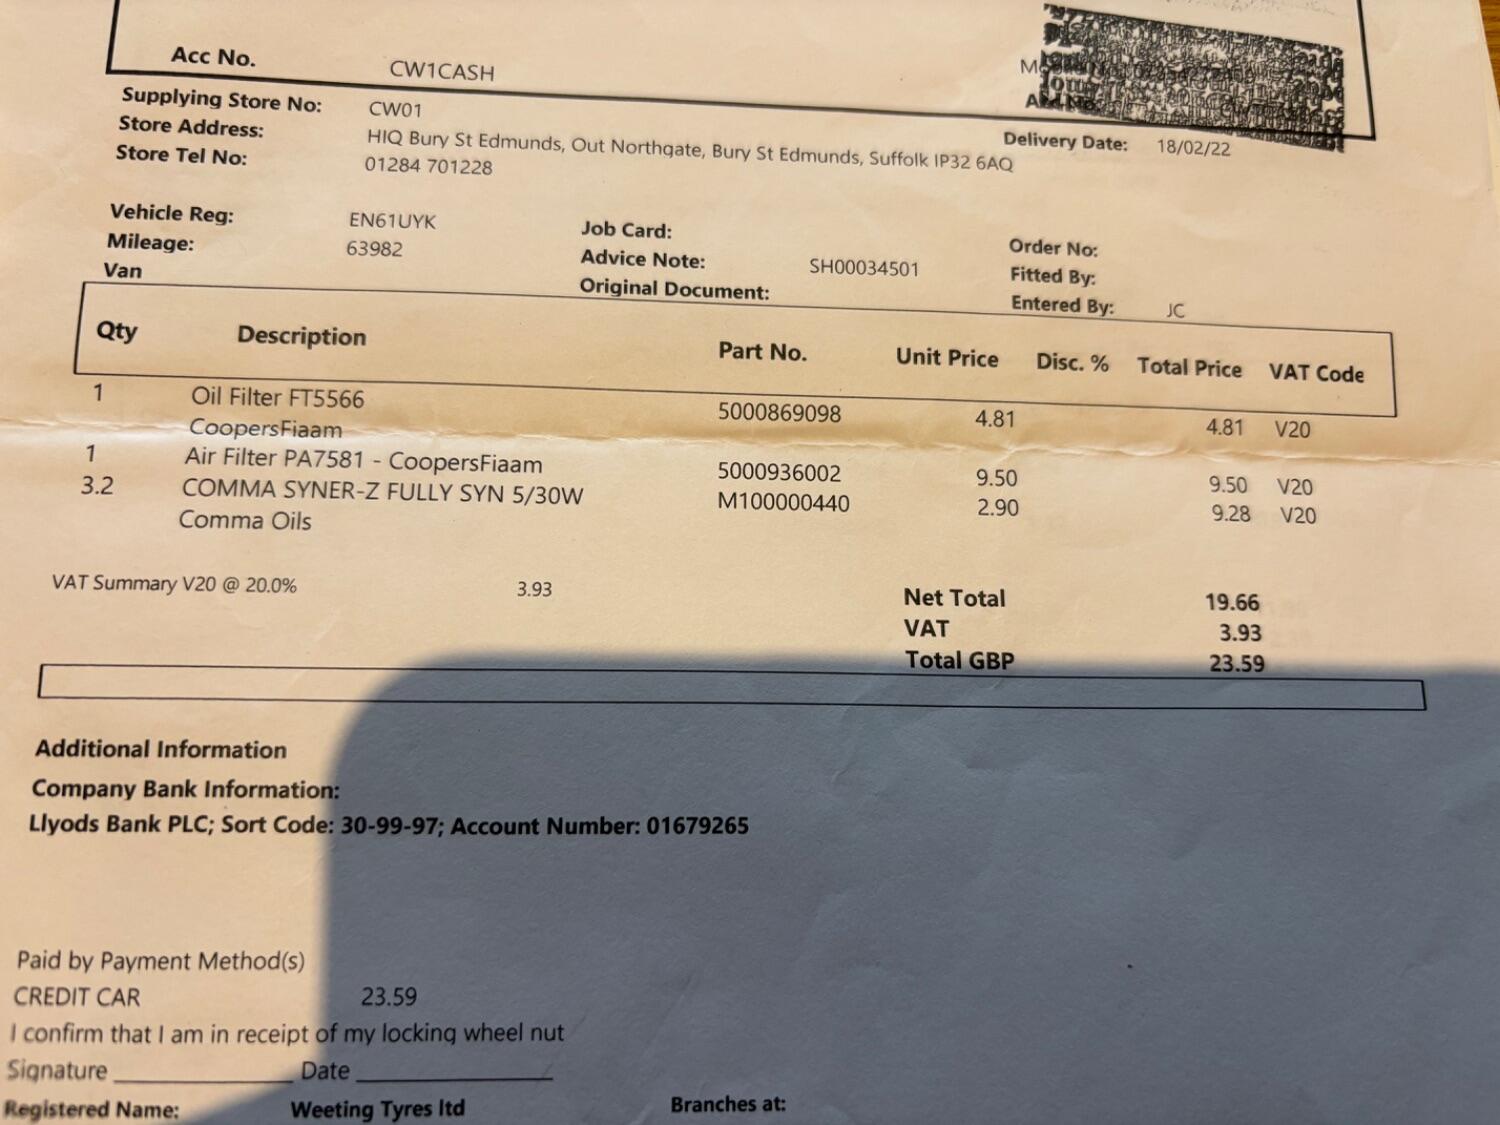 Acc No. CW1CASH
Supplying Store No: CW01
Store Address: HIQ Bury St Edmunds, Out Northgate, Bury St Edmunds, Suffolk IP32 6AQ
Delivery Date: 18/02/22
Store Tel No: 01284 701228
Vehicle Reg: EN61UYK Job Card: Order No:
Mileage: 63982 Advice Note: SH00034501 Fitted By:
Van Original Document: Entered By: JC
Qty Description Part No. Unit Price Disc. % Total Price VAT Code
1 Oil Filter FT5566 5000869098 4.81 4.81 V20
CoopersFiaam
1 Air Filter PA7581 - CoopersFiaam 5000936002 9.50 9.50 V20
3.2 COMMA SYNER-Z FULLY SYN 5/30W M100000440 2.90 9.28 V20
Comma Oils
VAT Summary V20 @ 20.0% 3.93 Net Total 19.66
VAT 3.93
Total GBP 23.59
Additional Information
Company Bank Information:
Llyods Bank PLC; Sort Code: 30-99-97; Account Number: 01679265
Paid by Payment Method(s)
CREDIT CAR 23.59
I confirm that I am in receipt of my locking wheel nut
Signature Date
Registered Name: Weeting Tyres ltd Branches at: